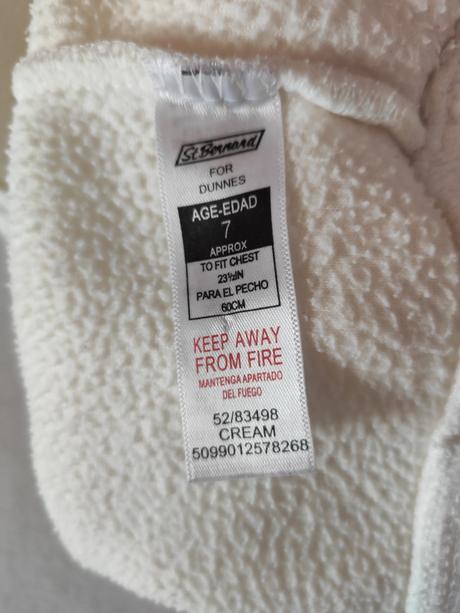 St. Bernard
FOR
DUNNES
AGE-EDAD
7
APPROX
TO FIT CHEST
23½IN
PARA EL PECHO
60CM
KEEP AWAY
FROM FIRE
MANTENGA APARTADO
DEL FUEGO
52/83498
CREAM
5099012578268